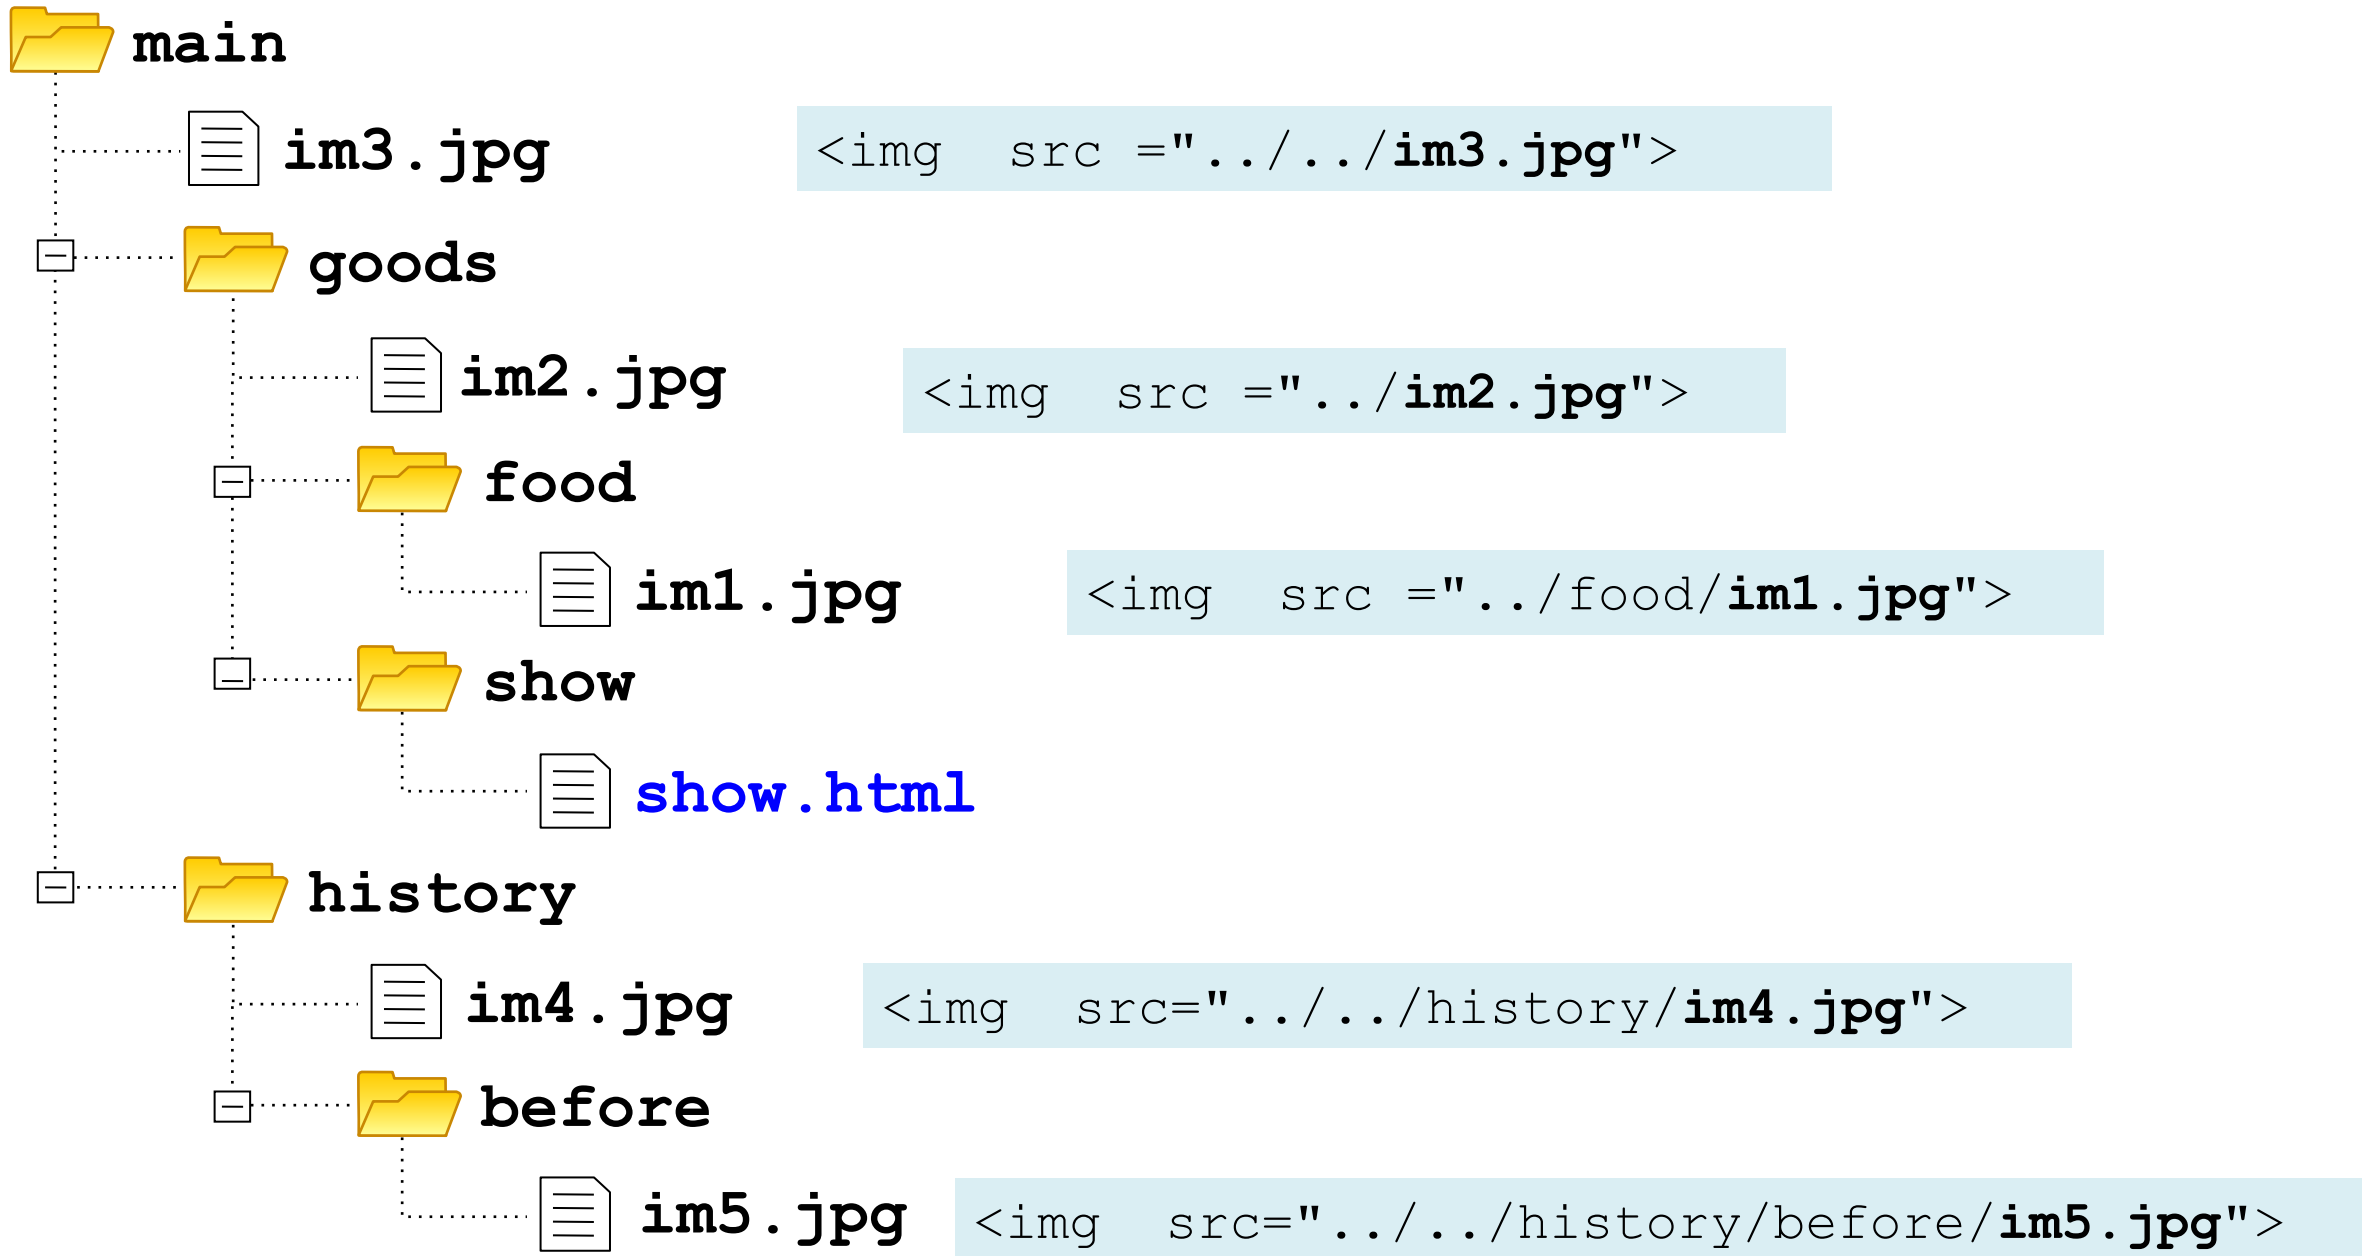 main
im3.jpg <img  src ="../../im3.jpg">
goods
im2.jpg <img  src ="../im2.jpg">
food
im1.jpg <img  src ="../food/im1.jpg">
show
show.html
history
im4.jpg <img  src="../../history/im4.jpg">
before
im5.jpg <img  src="../../history/before/im5.jpg">